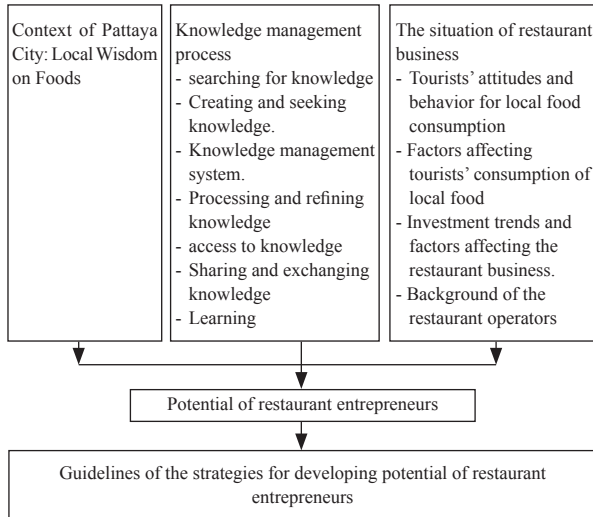 Context of Pattaya
City: Local Wisdom
on Foods
Knowledge management
process
- searching for knowledge
- Creating and seeking
knowledge.
- Knowledge management
system.
- Processing and refining
knowledge
- access to knowledge
- Sharing and exchanging
knowledge
- Learning
The situation of restaurant
business
- Tourists’ attitudes and
behavior for local food
consumption
- Factors affecting
tourists’ consumption of
local food
- Investment trends and
factors affecting the
restaurant business.
- Background of the
restaurant operators
Potential of restaurant entrepreneurs
Guidelines of the strategies for developing potential of restaurant
entrepreneurs